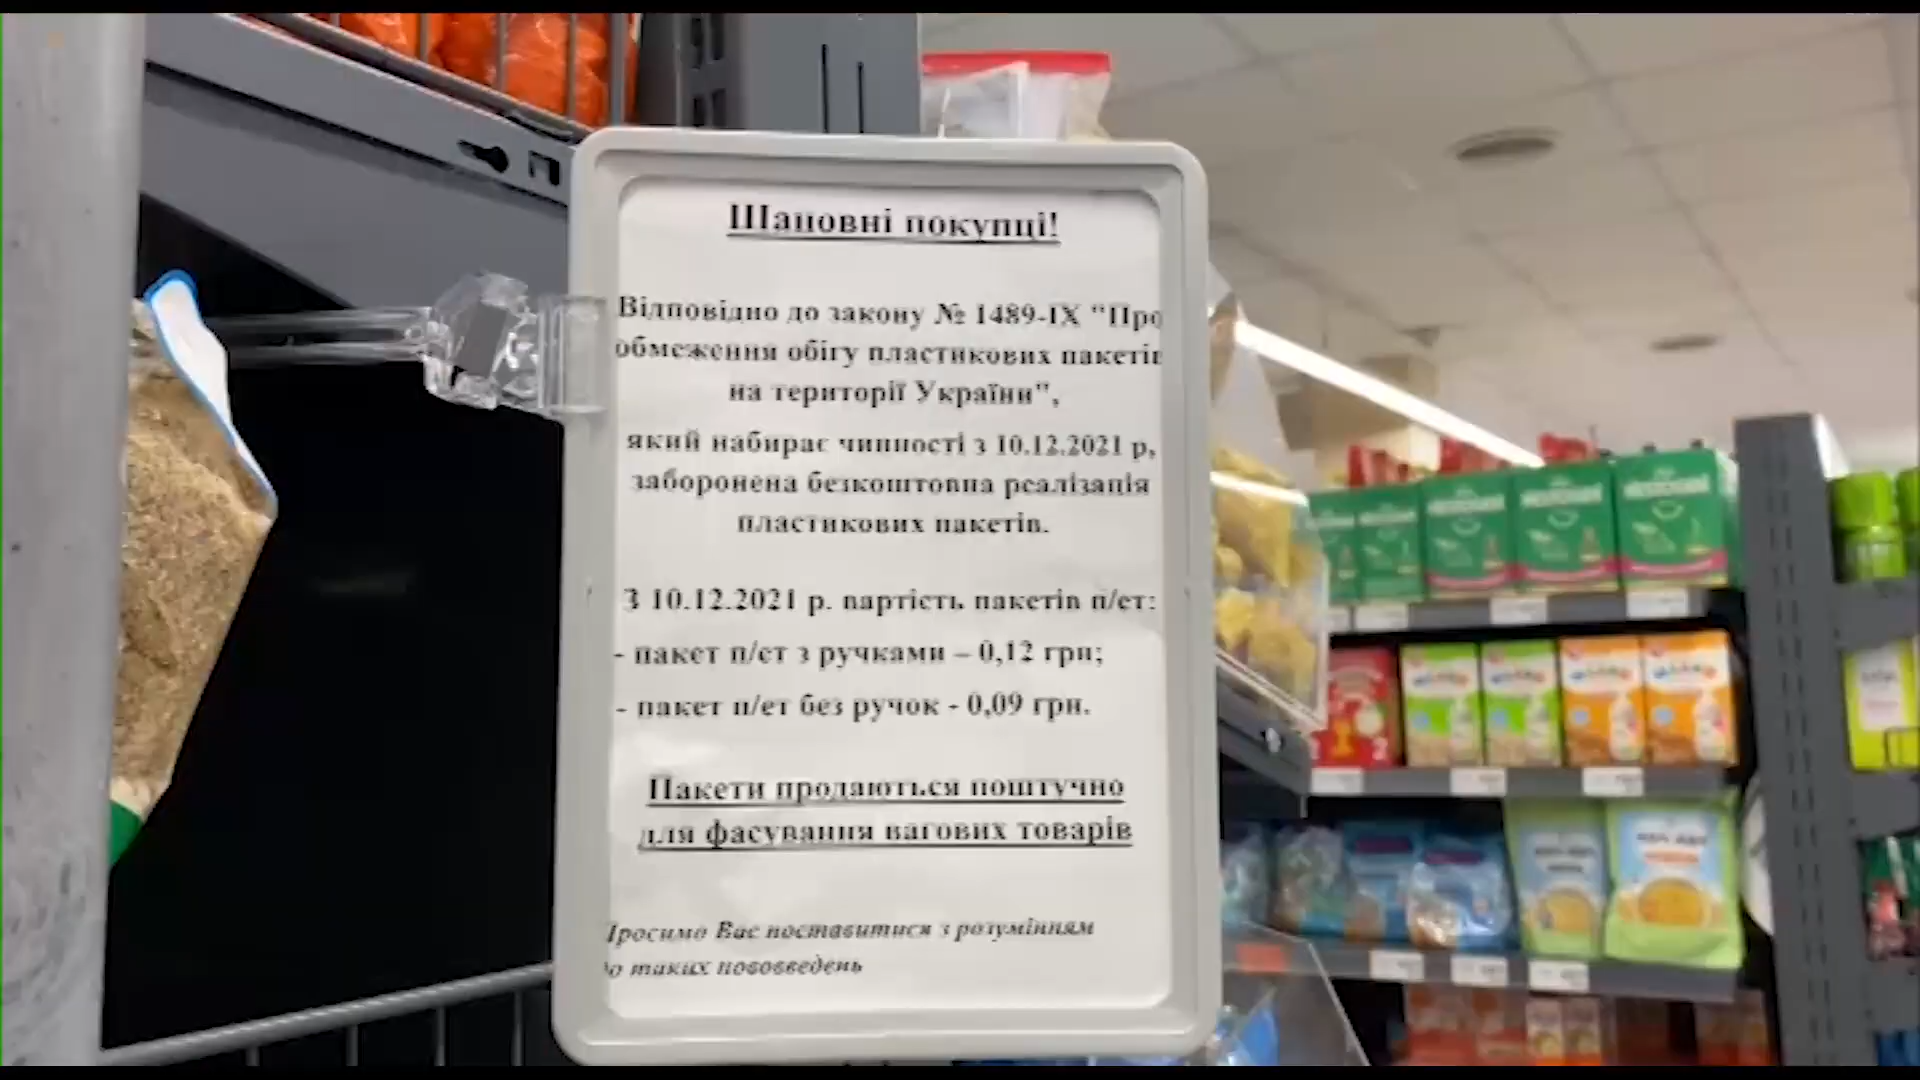 Шановні покупці!
Відповідно до закону № 1489-IX "Про
обмеження обігу пластикових пакетів
на території України",
який набирає чинності з 10.12.2021 р,
заборонена безкоштовна реалізація
пластикових пакетів.
З 10.12.2021 р. вартість пакетів п/ет:
- пакет п/ет з ручками – 0,12 грн;
- пакет п/ет без ручок - 0,09 грн.
Пакети продаються поштучно
для фасування вагових товарів
Просимо Вас поставитися з розумінням
до таких нововведень